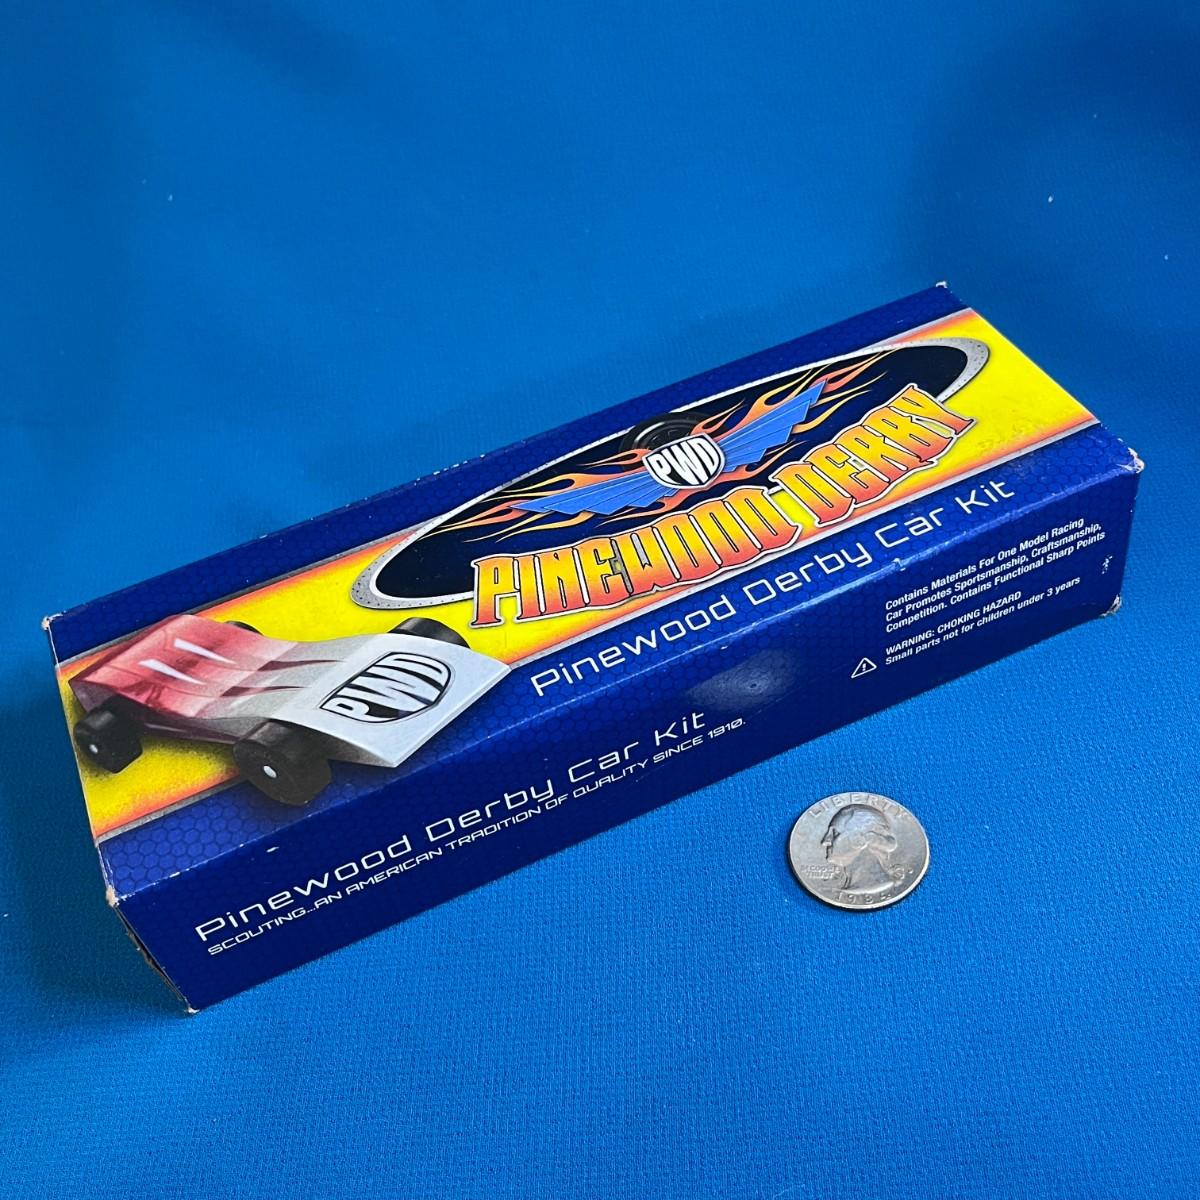 PWD
PINEWOOD DERBY
PWD
Pinewood Derby Car Kit
Contains Materials For One Model Racing
Car Promotes Sportsmanship, Craftsmanship,
Competition. Contains Functional Sharp Points
WARNING: CHOKING HAZARD
Small parts not for children under 3 years
Pinewood Derby Car Kit
SCOUTING...AN AMERICAN TRADITION OF QUALITY SINCE 1910.
LIBERTY